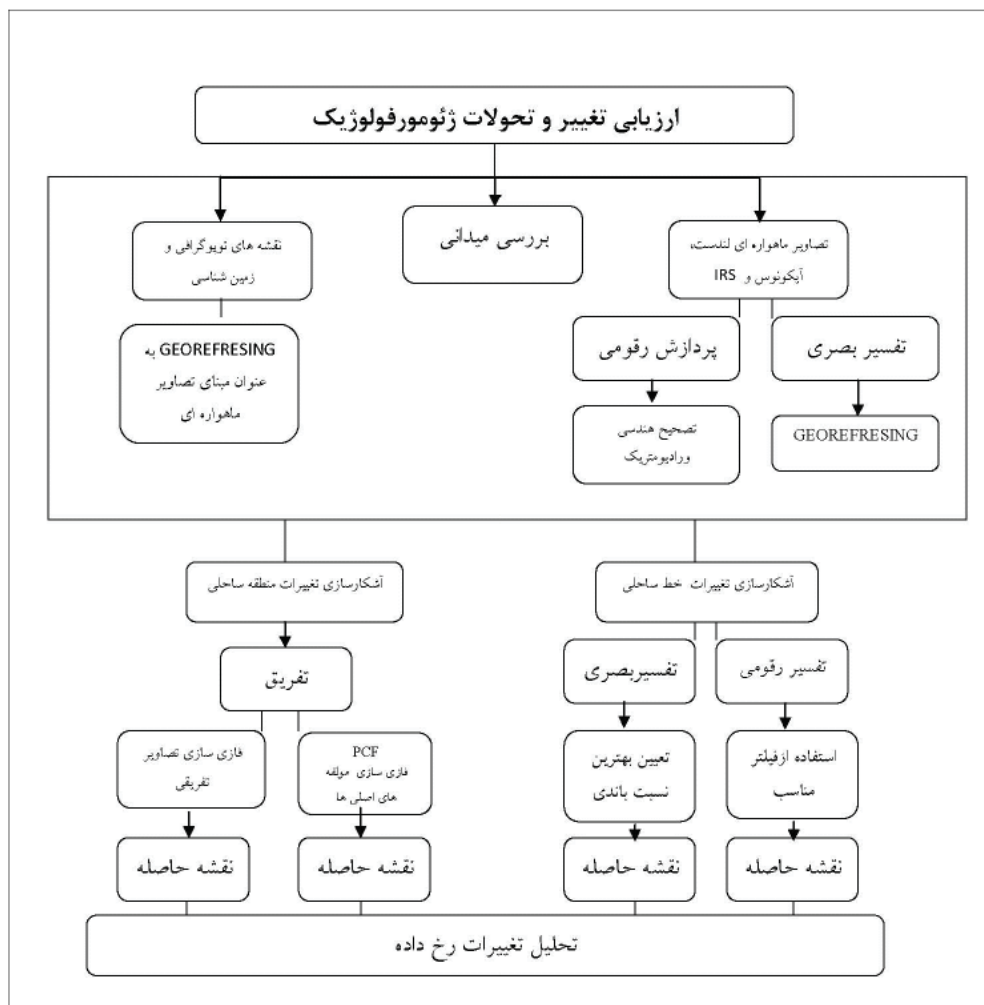 ارزیابی تغییر و تحولات ژئومورفولوژیک
تصاویر ماهواره ای لندست،
آیکونوس و IRS
بررسی میدانی
نقشه های توپوگرافی و
زمین شناسی
تفسیر بصری
پردازش رقومی
GEOREFRESING به
عنوان مبنای تصاویر
ماهواره ای
GEOREFRESING
تصحیح هندسی
ورادیومتریک
آشکارسازی تغییرات خط ساحلی
آشکارسازی تغییرات منطقه ساحلی
تفسیر رقومی
تفسیربصری
تفریق
استفاده ازفیلتر
مناسب
تعیین بهترین
نسبت باندی
PCF
فازی سازی مولفه
های اصلی ها
فازی سازی تصاویر
تفریقی
نقشه حاصله
نقشه حاصله
نقشه حاصله
نقشه حاصله
تحلیل تغییرات رخ داده